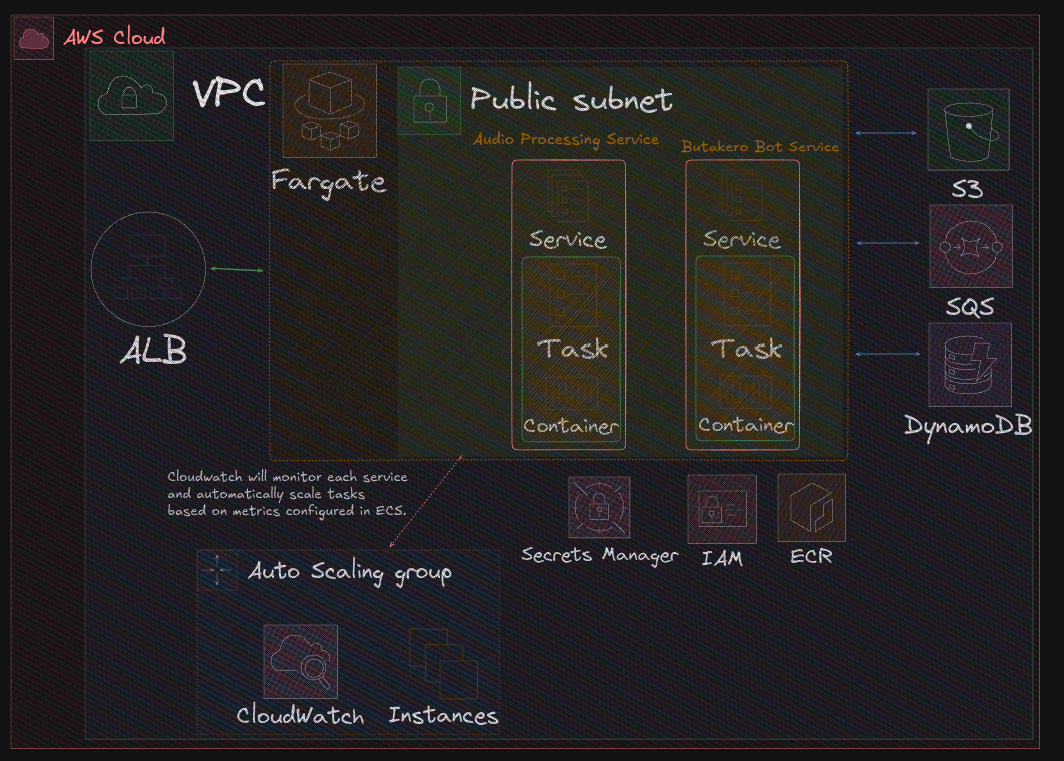 AWS Cloud
VPC
Fargate
Public subnet
Audio Processing Service
Butakero Bot Service
Service
Task
Container
Service
Task
Container
ALB
S3
SQS
DynamoDB
Cloudwatch will monitor each service
and automatically scale tasks
based on metrics configured in ECS.
Secrets Manager
IAM
ECR
Auto Scaling group
CloudWatch
Instances